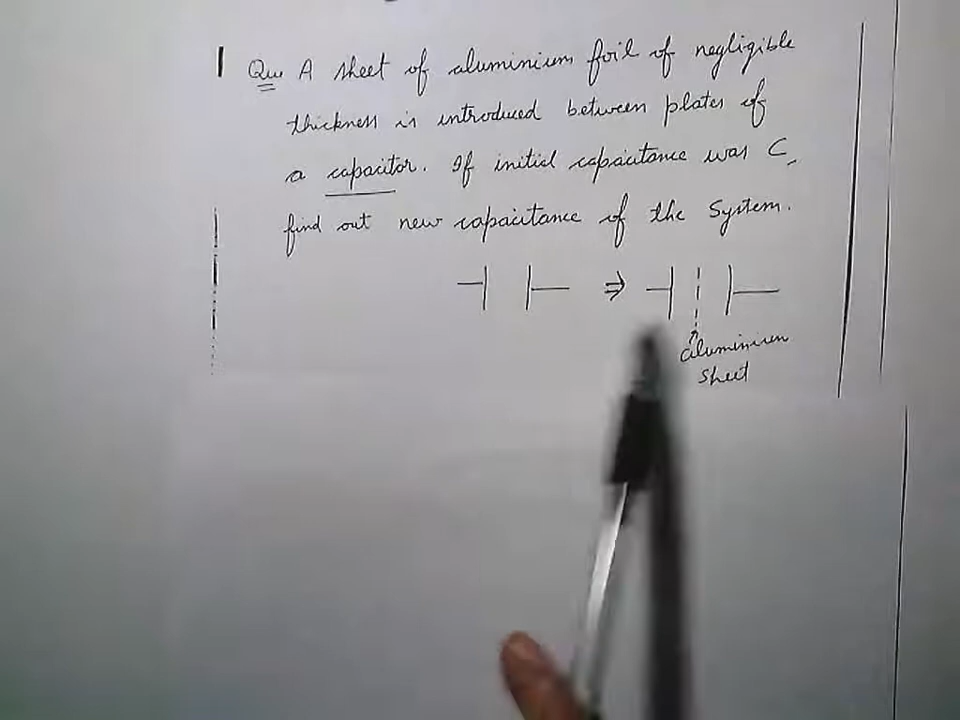 Qus A sheet of aluminium foil of negligible
thickness is introduced between plates of
a capacitor. If initial capacitance was C,
find out new capacitance of the System.
⇒
aluminium
sheet